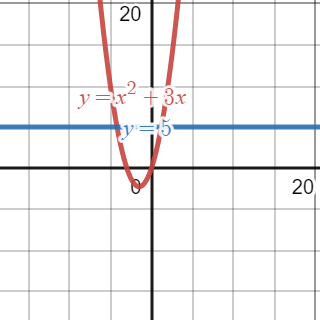 20
y = x² + 3x
y = 5
0
20